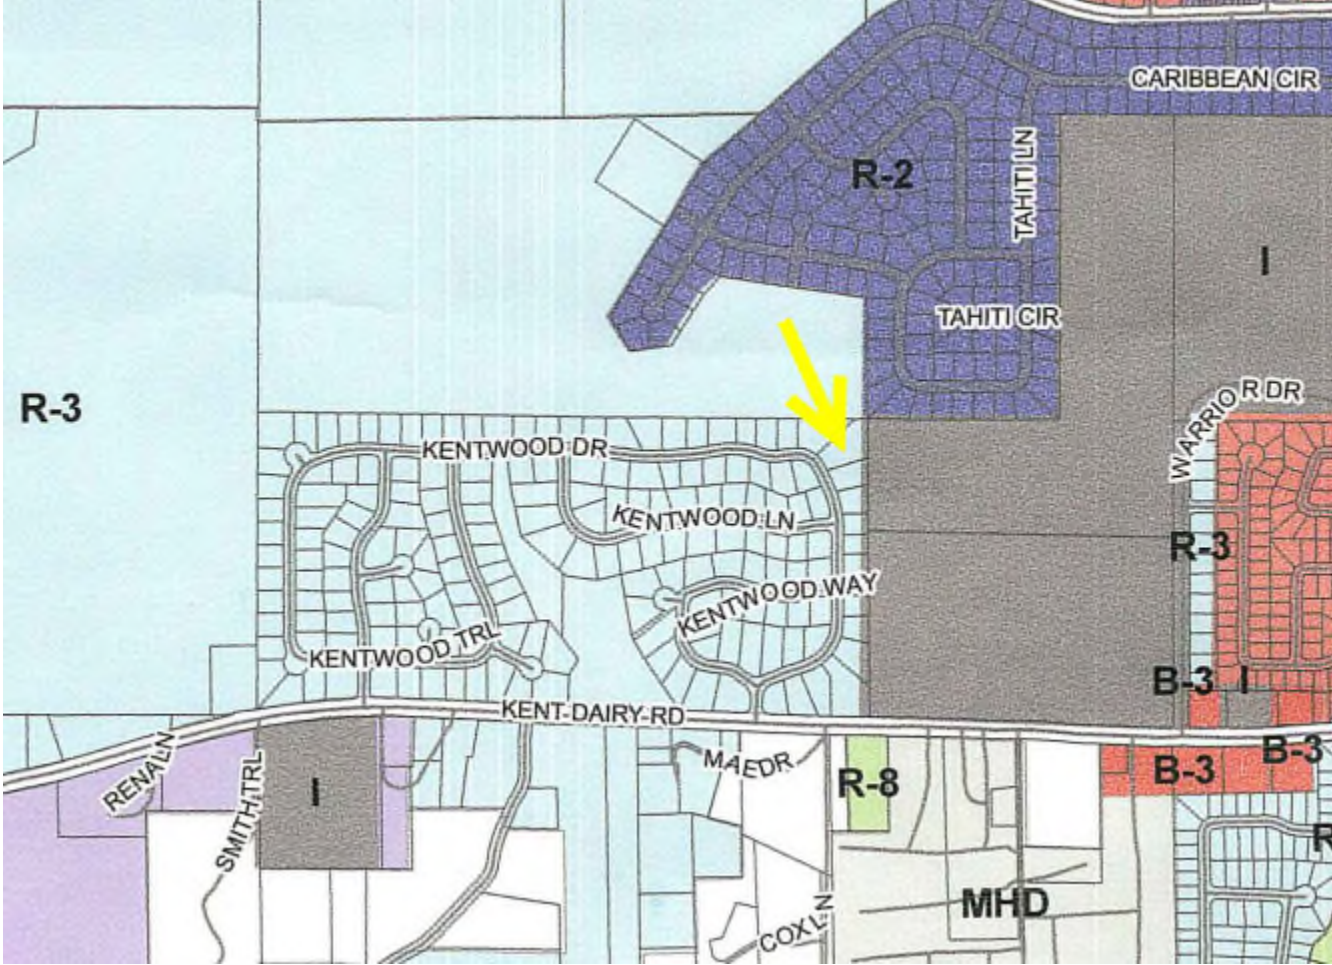 CARIBBEAN CIR
R-2
TAHITI LN
I
TAHITI CIR
R-3
WARRIOR DR
KENTWOOD DR
KENTWOOD LN
R-3
KENTWOOD WAY
KENTWOOD TRL
B-3 I
KENT DAIRY RD
RENA LN
SMITH TRL
I
MAE DR
R-8
B-3
B-3
R
MHD
COX LN